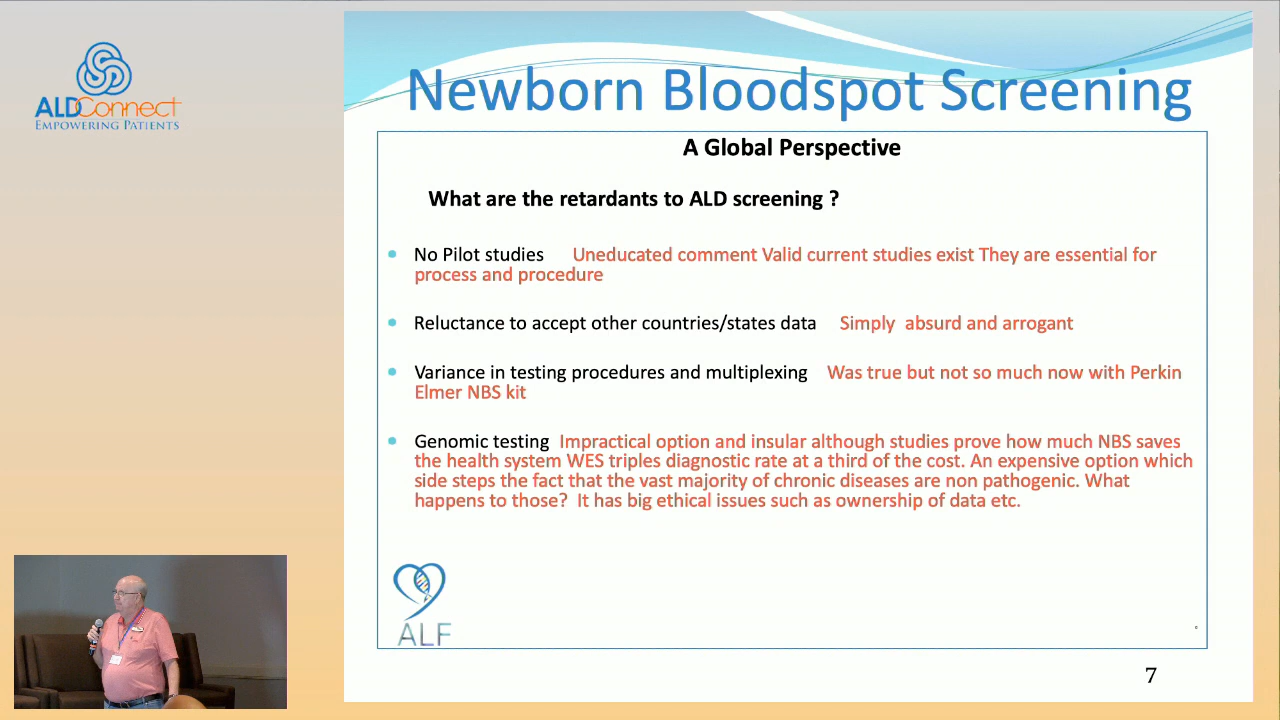 ALD Connect
EMPOWERING PATIENTS
Newborn Bloodspot Screening
A Global Perspective
What are the retardants to ALD screening ?
No Pilot studies Uneducated comment Valid current studies exist They are essential for
process and procedure
Reluctance to accept other countries/states data Simply absurd and arrogant
Variance in testing procedures and multiplexing Was true but not so much now with Perkin
Elmer NBS kit
Genomic testing Impractical option and insular although studies prove how much NBS saves
the health system WES triples diagnostic rate at a third of the cost. An expensive option which
side steps the fact that the vast majority of chronic diseases are non pathogenic. What
happens to those? It has big ethical issues such as ownership of data etc.
ALF
7